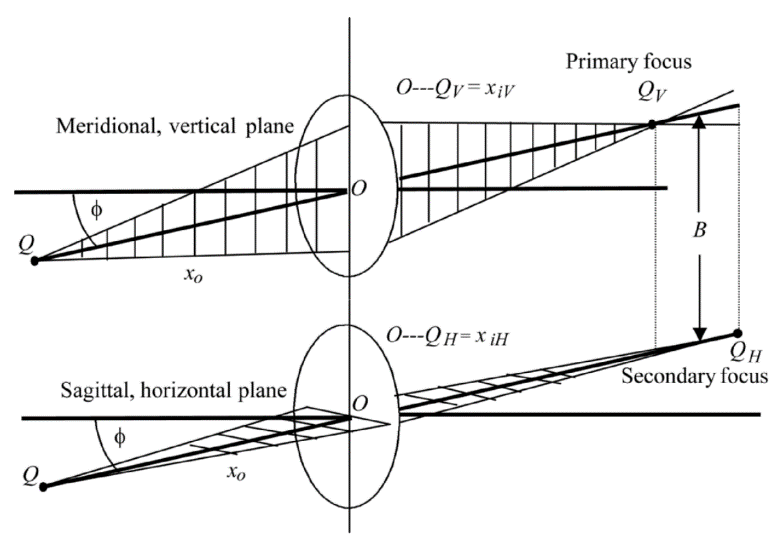 Primary focus
O---Q_V = x_iV
Q_V
Meridional, vertical plane
O
ϕ
Q
x_o
B
O---Q_H = x_iH
Q_H
Secondary focus
Sagittal, horizontal plane
O
ϕ
Q
x_o